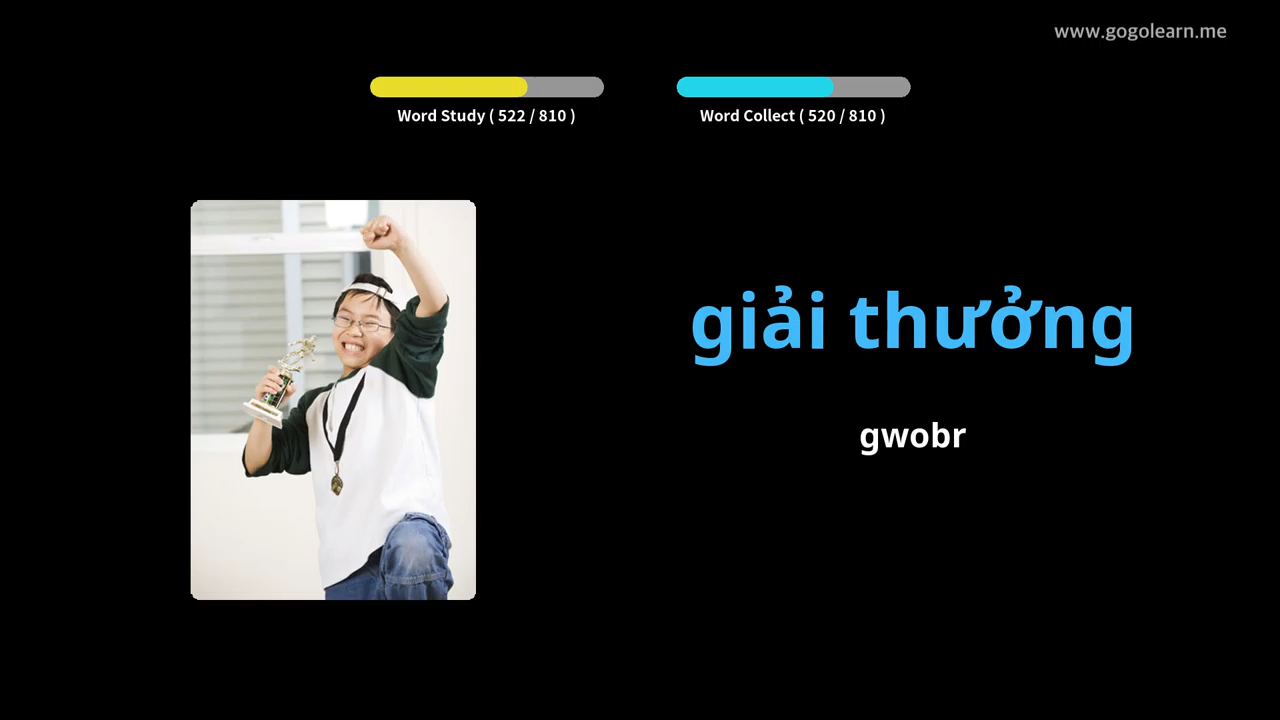 www.gogolearn.me
Word Study ( 522 / 810 )
Word Collect ( 520 / 810 )
giải thưởng
gwobr